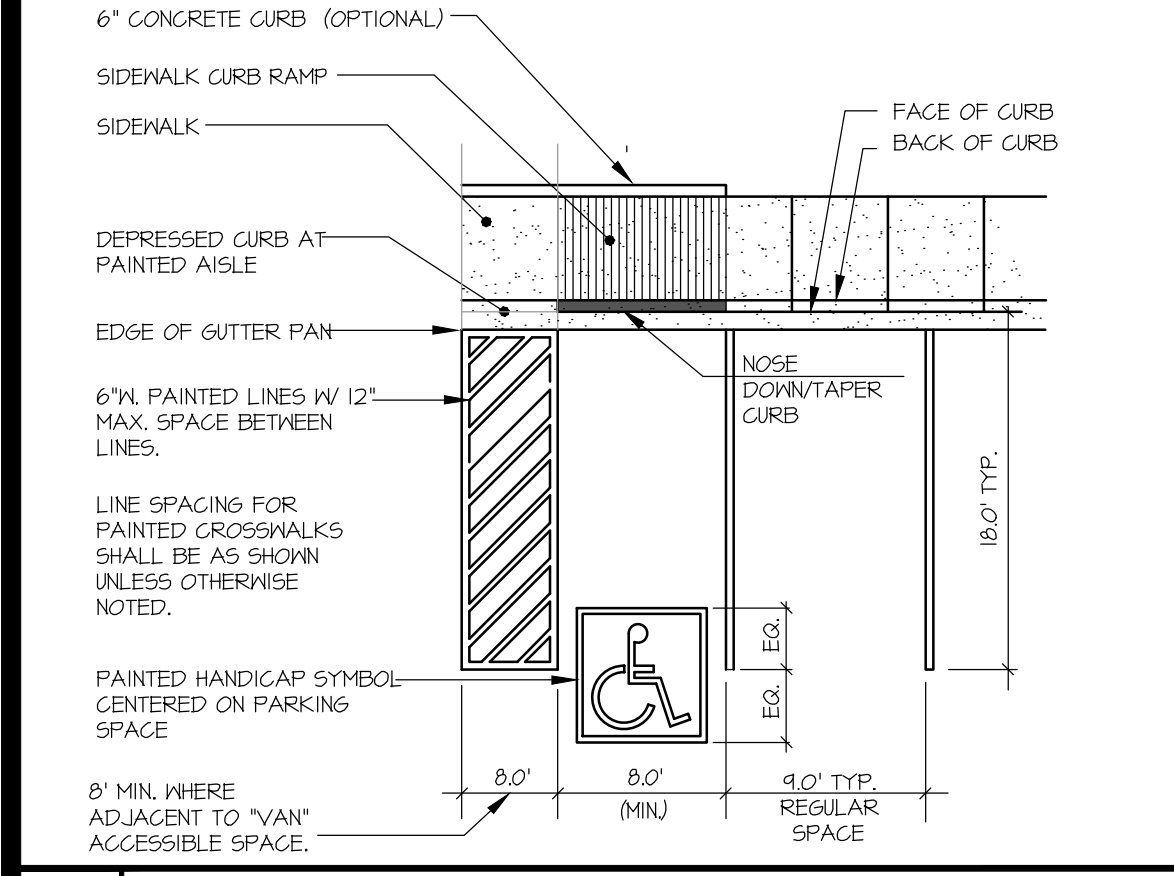 6" CONCRETE CURB (OPTIONAL)
SIDEWALK CURB RAMP
SIDEWALK
FACE OF CURB
BACK OF CURB
DEPRESSED CURB AT
PAINTED AISLE
EDGE OF GUTTER PAN
NOSE
DOWN/TAPER
CURB
6"W. PAINTED LINES W/ 12"
MAX. SPACE BETWEEN
LINES.
18.0' TYP.
LINE SPACING FOR
PAINTED CROSSWALKS
SHALL BE AS SHOWN
UNLESS OTHERWISE
NOTED.
EQ.
EQ.
PAINTED HANDICAP SYMBOL
CENTERED ON PARKING
SPACE
8.0'
8.0'
(MIN.)
9.0' TYP.
REGULAR
SPACE
8' MIN. WHERE
ADJACENT TO "VAN"
ACCESSIBLE SPACE.